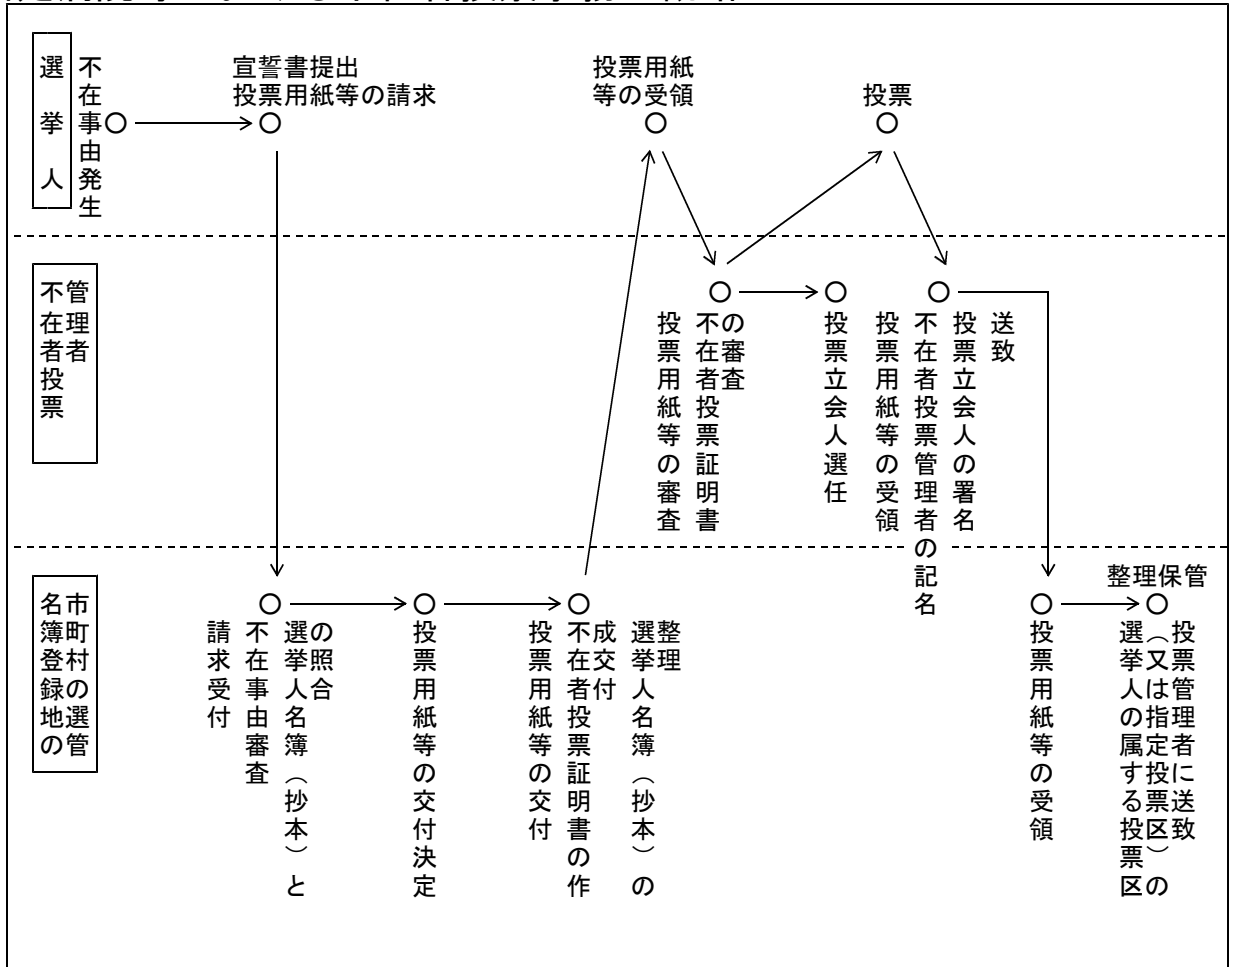 選挙人
不在事由発生
宣誓書提出
投票用紙等の請求
投票用紙
等の受領
投票
不在者投票
管理者
投票用紙等の審査
不在者投票証明書
の審査
投票立会人選任
投票用紙等の受領
不在者投票管理者の記名
投票立会人の署名
送致
名簿登録地の
市町村の選管
請求受付
不在事由審査
選挙人名簿（抄本）と
の照合
投票用紙等の交付決定
投票用紙等の交付
不在者投票証明書の作
成交付
選挙人名簿（抄本）の
整理
投票用紙等の受領
整理保管
選挙人の属する投票区
（又は指定投票区）の
投票管理者に送致